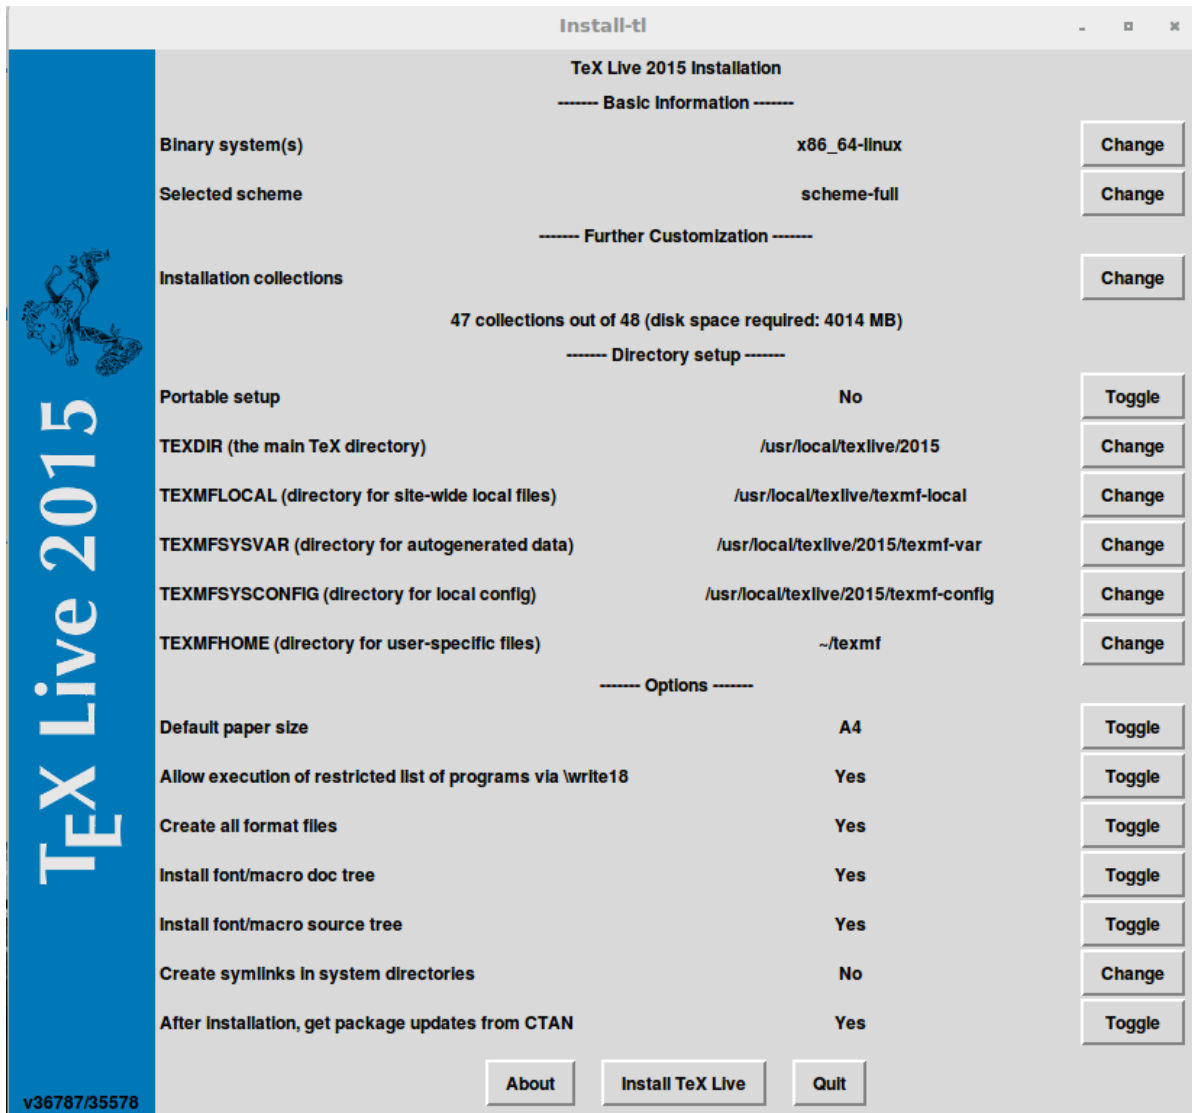 Install-tl
TeX Live 2015 Installation
------- Basic Information -------
Binary system(s) x86_64-linux Change
Selected scheme scheme-full Change
------- Further Customization -------
Installation collections Change
47 collections out of 48 (disk space required: 4014 MB)
------- Directory setup -------
Portable setup No Toggle
TEXDIR (the main TeX directory) /usr/local/texlive/2015 Change
TEXMFLOCAL (directory for site-wide local files) /usr/local/texlive/texmf-local Change
TEXMFSYSVAR (directory for autogenerated data) /usr/local/texlive/2015/texmf-var Change
TEXMFSYSCONFIG (directory for local config) /usr/local/texlive/2015/texmf-config Change
TEXMFHOME (directory for user-specific files) ~/texmf Change
------- Options -------
Default paper size A4 Toggle
Allow execution of restricted list of programs via \write18 Yes Toggle
Create all format files Yes Toggle
Install font/macro doc tree Yes Toggle
Install font/macro source tree Yes Toggle
Create symlinks in system directories No Change
After installation, get package updates from CTAN Yes Toggle
About Install TeX Live Quit
TEX Live 2015
v36787/35578